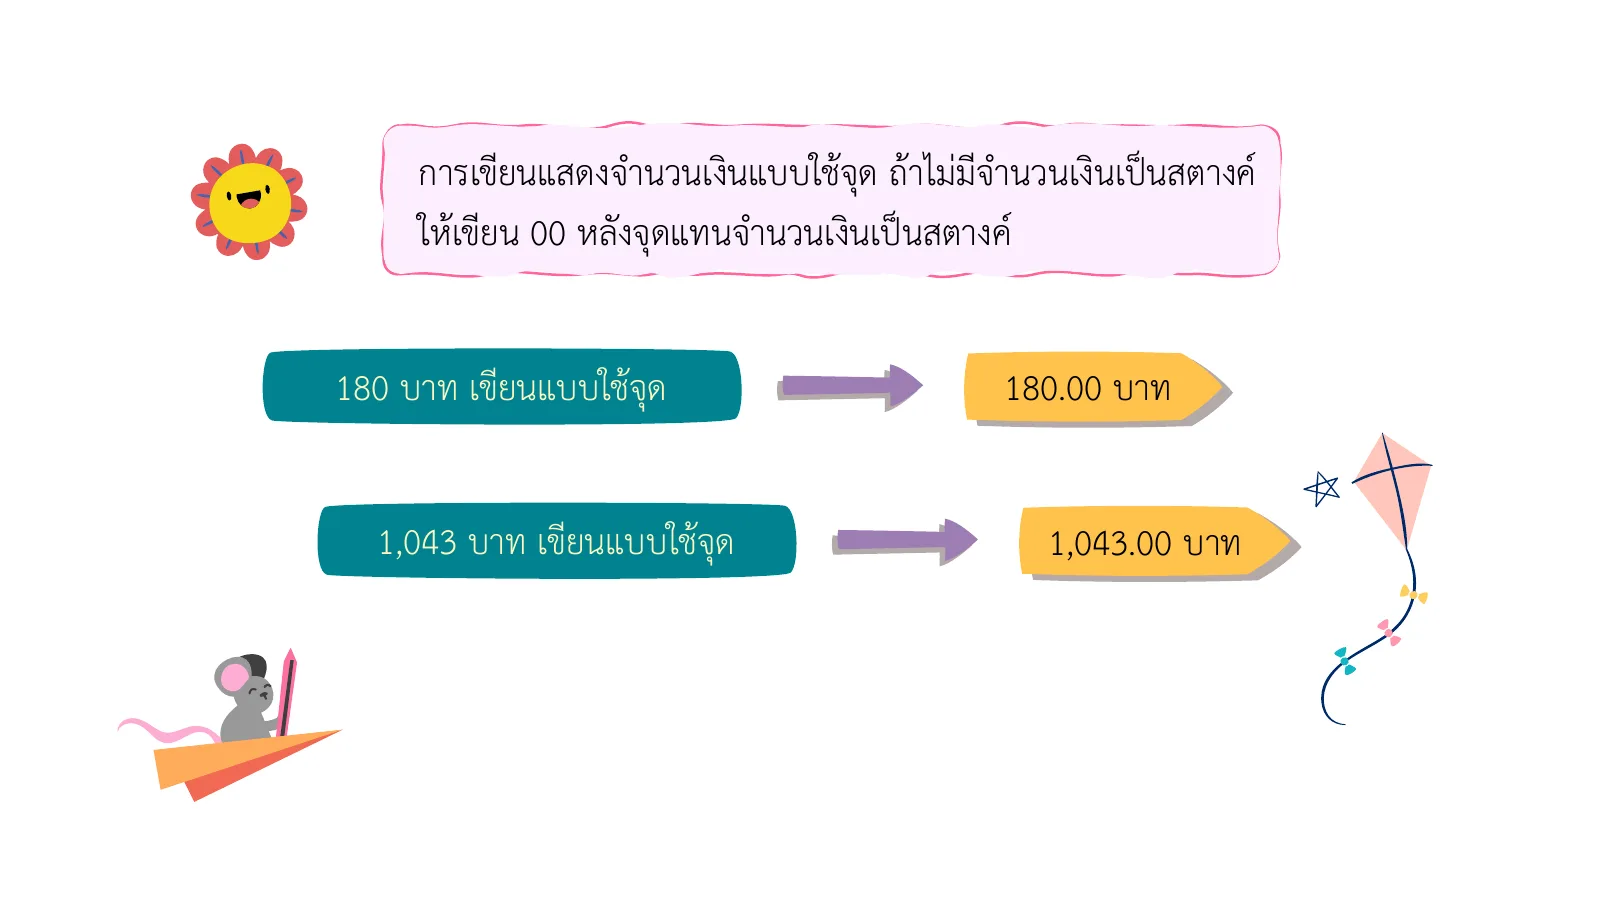 การเขียนแสดงจำนวนเงินแบบใช้จุด ถ้าไม่มีจำนวนเงินเป็นสตางค์
ให้เขียน 00 หลังจุดแทนจำนวนเงินเป็นสตางค์
180 บาท เขียนแบบใช้จุด
180.00 บาท
1,043 บาท เขียนแบบใช้จุด
1,043.00 บาท